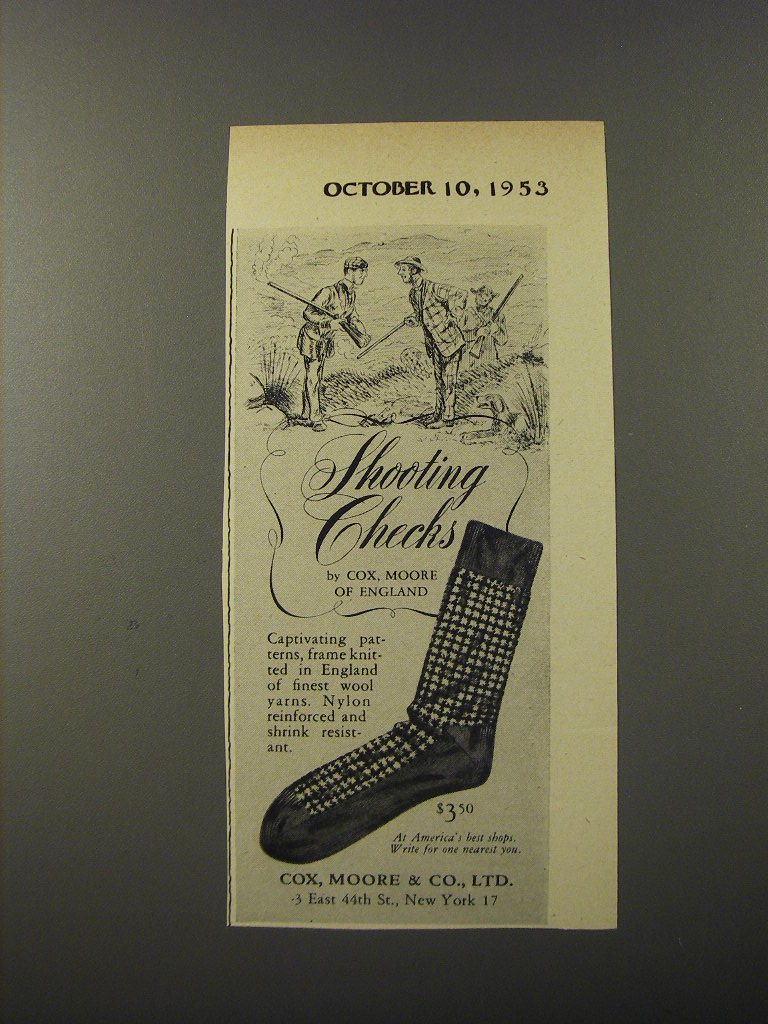 OCTOBER 10, 1953
Shooting
Checks
by COX, MOORE
OF ENGLAND
Captivating pat-
terns, frame knit-
ted in England
of finest wool
yarns. Nylon
reinforced and
shrink resist-
ant.
$3.50
At America's best shops.
Write for one nearest you.
COX, MOORE & CO., LTD.
3 East 44th St., New York 17